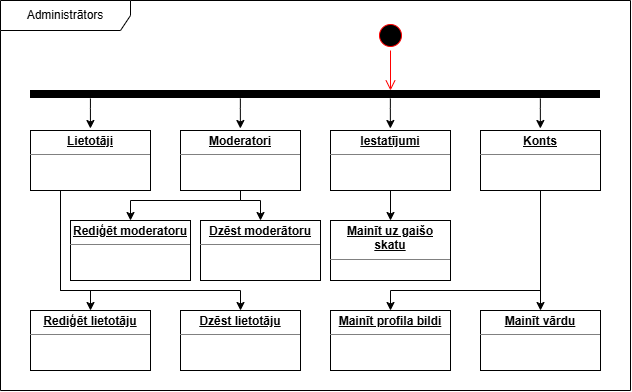 Administrātors
Lietotāji
Moderatori
Iestatījumi
Konts
Rediģēt moderatoru
Dzēst moderātoru
Mainīt uz gaišo
skatu
Rediģēt lietotāju
Dzēst lietotāju
Mainīt profila bildi
Mainīt vārdu